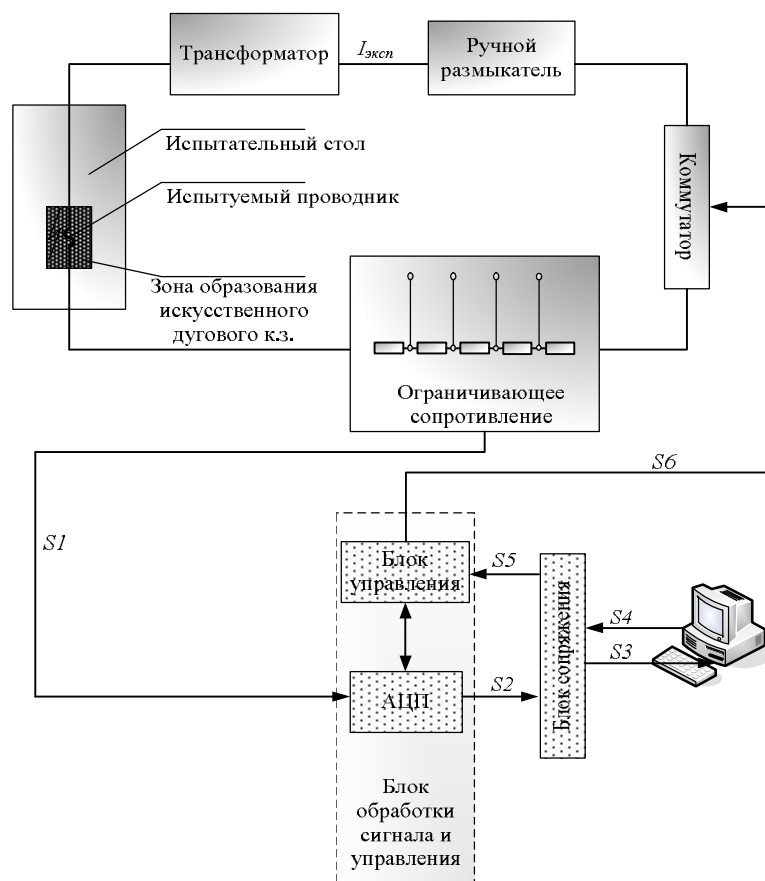 Трансформатор
Iэксп
Ручной
размыкатель
Испытательный стол
Коммутатор
Испытуемый проводник
Зона образования
искусственного
дугового к.з.
Ограничивающее
сопротивление
S6
S1
Блок
управления
S5
Блок сопряжения
S4
S3
АЦП
S2
Блок
обработки
сигнала и
управления